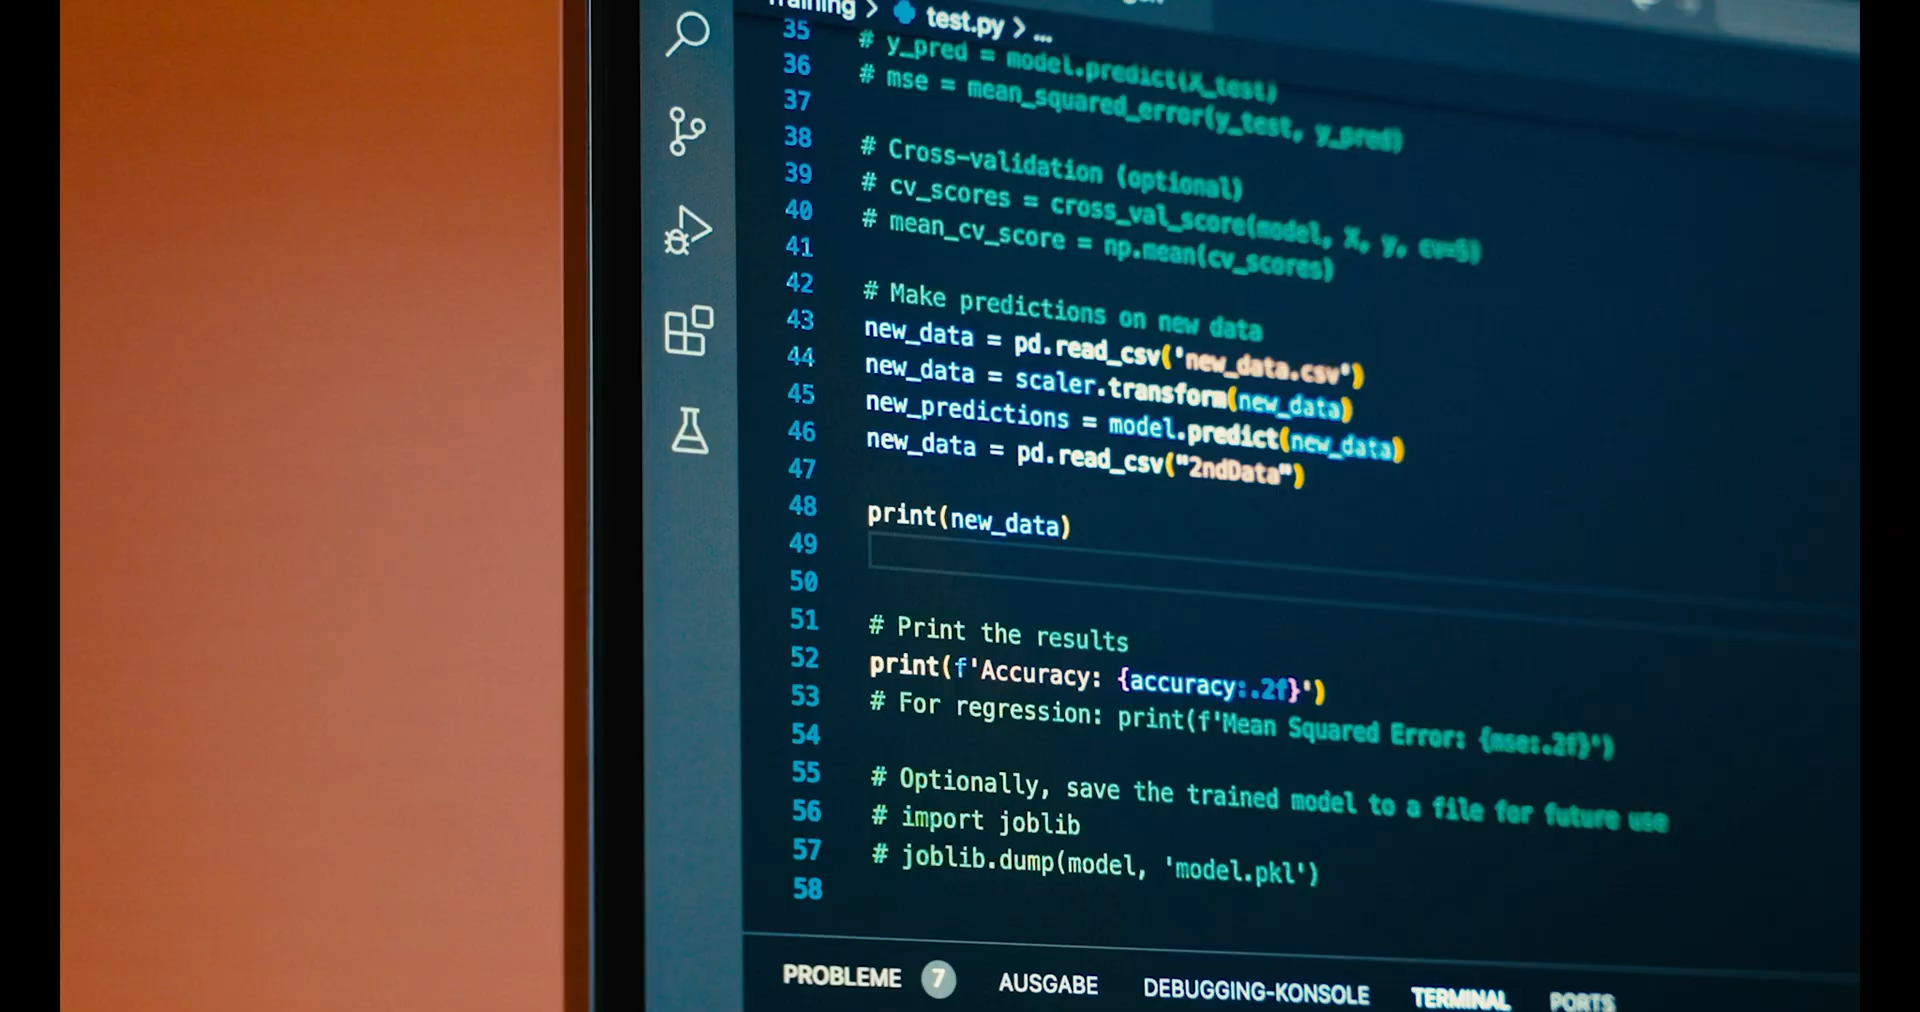 test.py > ...
35 # y_pred = model.predict(X_test)
36 # mse = mean_squared_error(y_test, y_pred)
37
38 # Cross-validation (optional)
39 # cv_scores = cross_val_score(model, X, y, cv=5)
40 # mean_cv_score = np.mean(cv_scores)
41
42 # Make predictions on new data
43 new_data = pd.read_csv('new_data.csv')
44 new_data = scaler.transform(new_data)
45 new_predictions = model.predict(new_data)
46 new_data = pd.read_csv("2ndData")
47
48 print(new_data)
49
50
51 # Print the results
52 print(f'Accuracy: {accuracy:.2f}')
53 # For regression: print(f'Mean Squared Error: {mse:.2f}')
54
55 # Optionally, save the trained model to a file for future use
56 # import joblib
57 # joblib.dump(model, 'model.pkl')
58
PROBLEME 7 AUSGABE DEBUGGING-KONSOLE TERMINAL PORTS